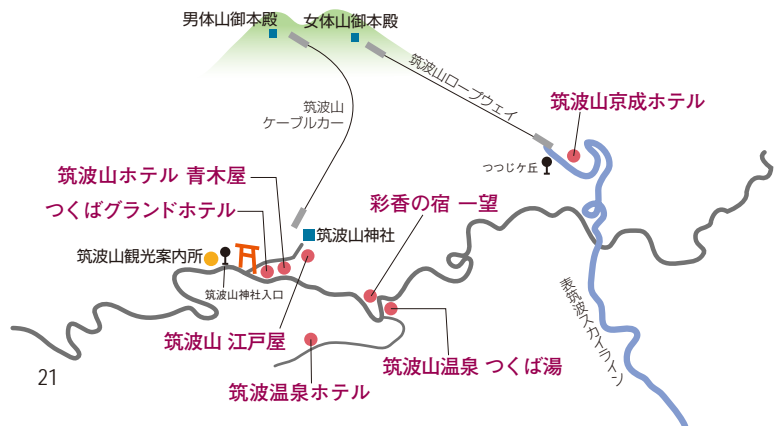 男体山御本殿
女体山御本殿
筑波山ロープウェイ
筑波山
ケーブルカー
筑波山京成ホテル
つつじケ丘
筑波山ホテル 青木屋
つくばグランドホテル
彩香の宿 一望
筑波山神社
筑波山観光案内所
筑波山神社入口
表筑波スカイライン
筑波山 江戸屋
筑波山温泉 つくば湯
筑波温泉ホテル
21